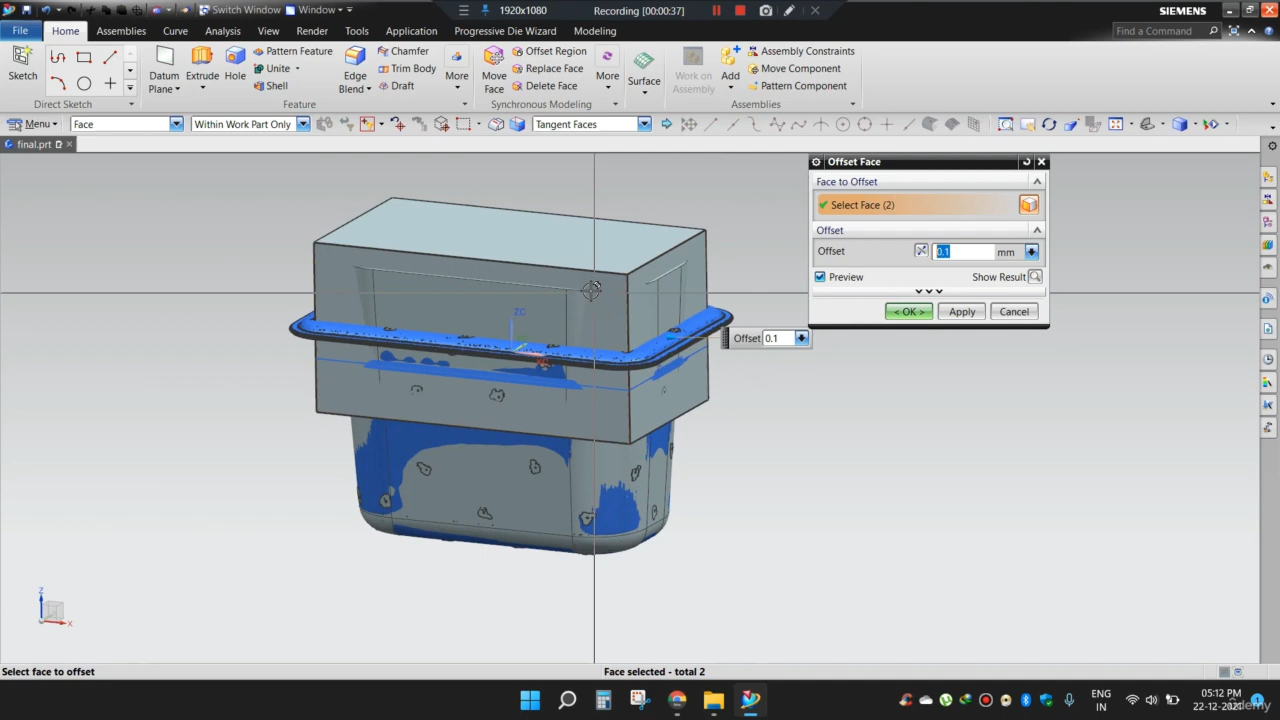 Switch Window Window 1920x1080 Recording [00:00:37] SIEMENS
File Home Assemblies Curve Analysis View Render Tools Application Progressive Die Wizard Modeling Find a Command
Sketch Datum Plane Extrude Hole Pattern Feature Unite Shell Edge Blend Chamfer Trim Body Draft More Move Face Offset Region Replace Face Delete Face More Surface Work on Assembly Add Assembly Constraints Move Component Pattern Component
Direct Sketch Feature Synchronous Modeling Assemblies
Menu Face Within Work Part Only Tangent Faces
final.prt
Offset Face
Face to Offset
Select Face (2)
Offset
Offset 0.1 mm
Preview Show Result
< OK > Apply Cancel
ZC
Offset 0.1
Z
X
Select face to offset Face selected - total 2
ENG
IN
05:12 PM
22-12-2021